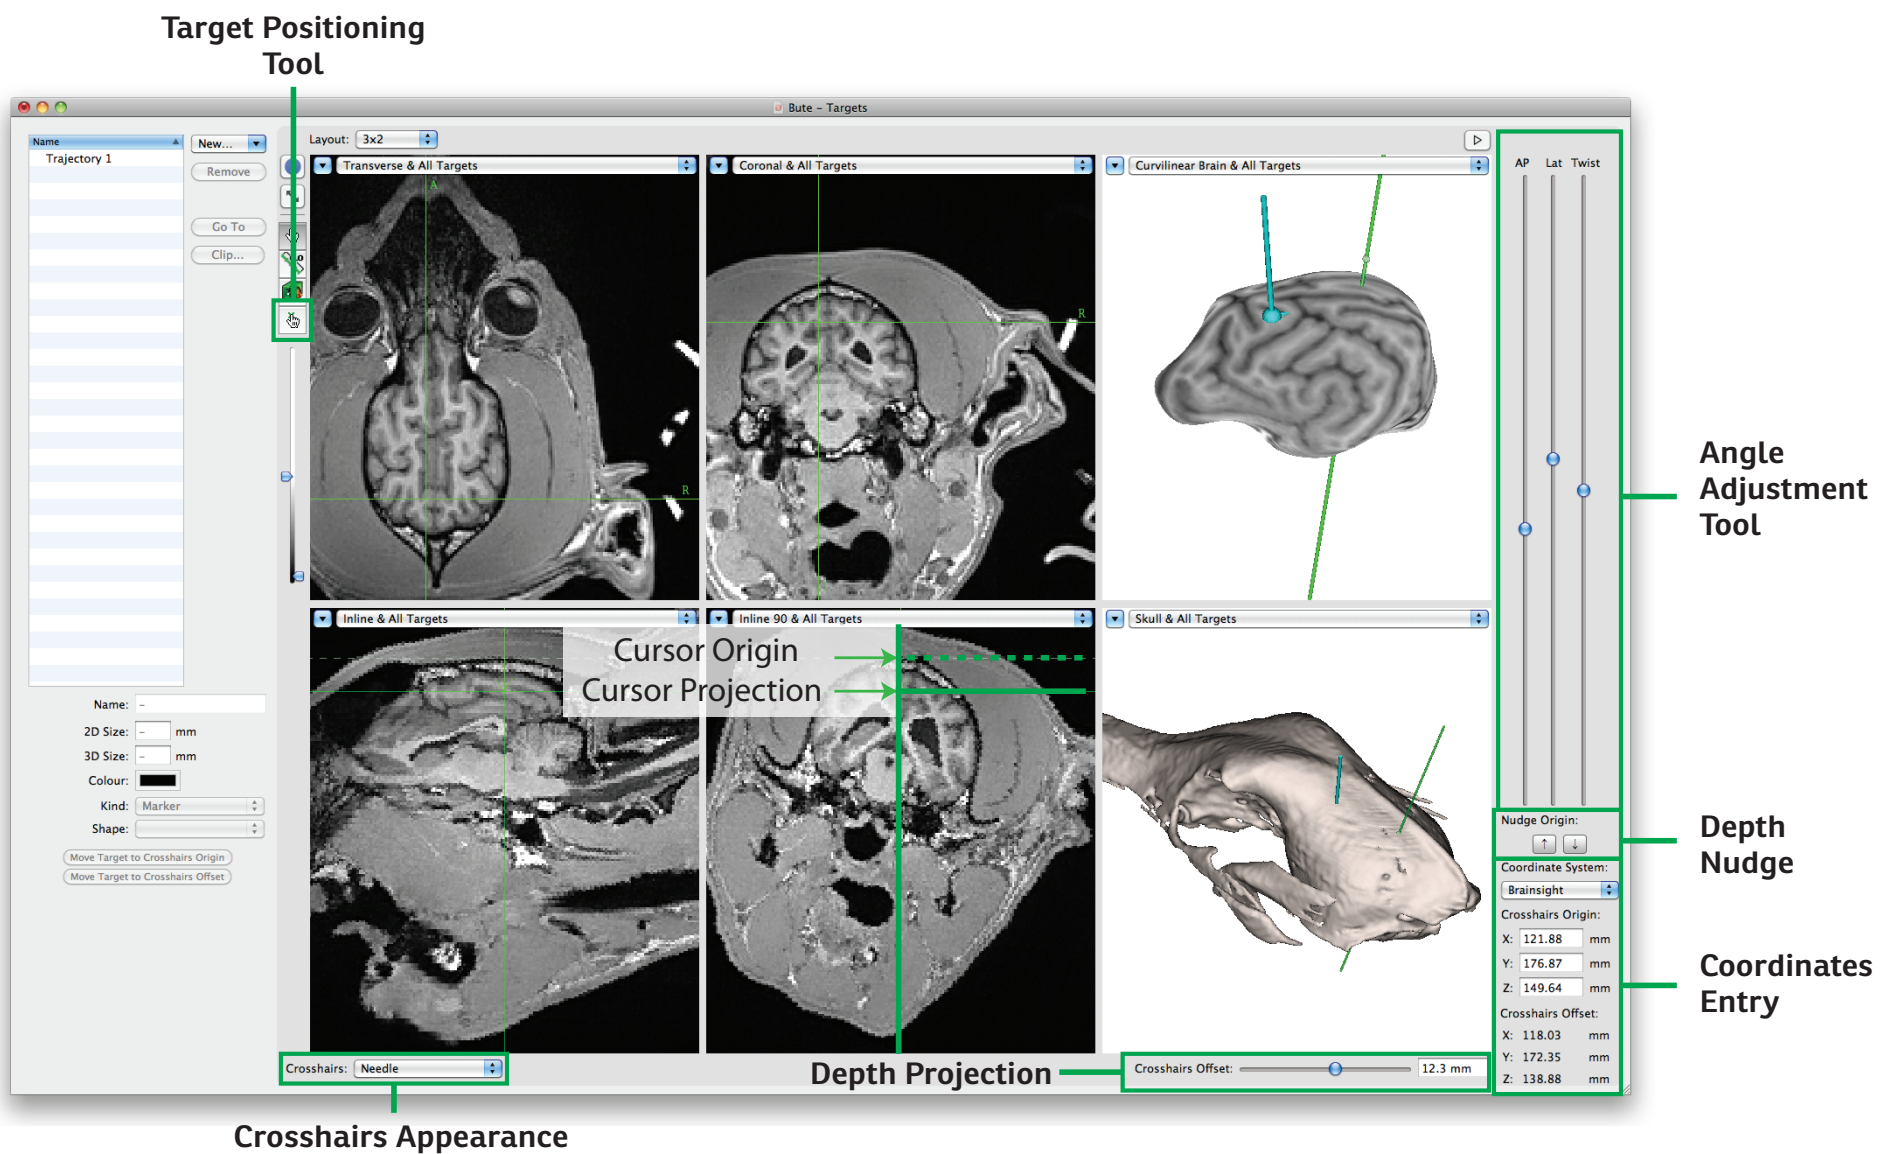 Target Positioning
Tool
Bute – Targets
Name
Trajectory 1
New...
Remove
Go To
Clip...
Layout: 3x2
Transverse & All Targets
A
R
Coronal & All Targets
R
Curvilinear Brain & All Targets
AP Lat Twist
Angle
Adjustment
Tool
Inline & All Targets
Inline 90 & All Targets
Skull & All Targets
Cursor Origin
Cursor Projection
Name: –
2D Size: – mm
3D Size: – mm
Colour:
Kind: Marker
Shape:
Move Target to Crosshairs Origin
Move Target to Crosshairs Offset
Nudge Origin:
↑ ↓
Depth
Nudge
Coordinate System:
Brainsight
Crosshairs Origin:
X: 121.88 mm
Y: 176.87 mm
Z: 149.64 mm
Crosshairs Offset:
X: 118.03 mm
Y: 172.35 mm
Z: 138.88 mm
Coordinates
Entry
Crosshairs: Needle
Depth Projection
Crosshairs Offset: 12.3 mm
Crosshairs Appearance